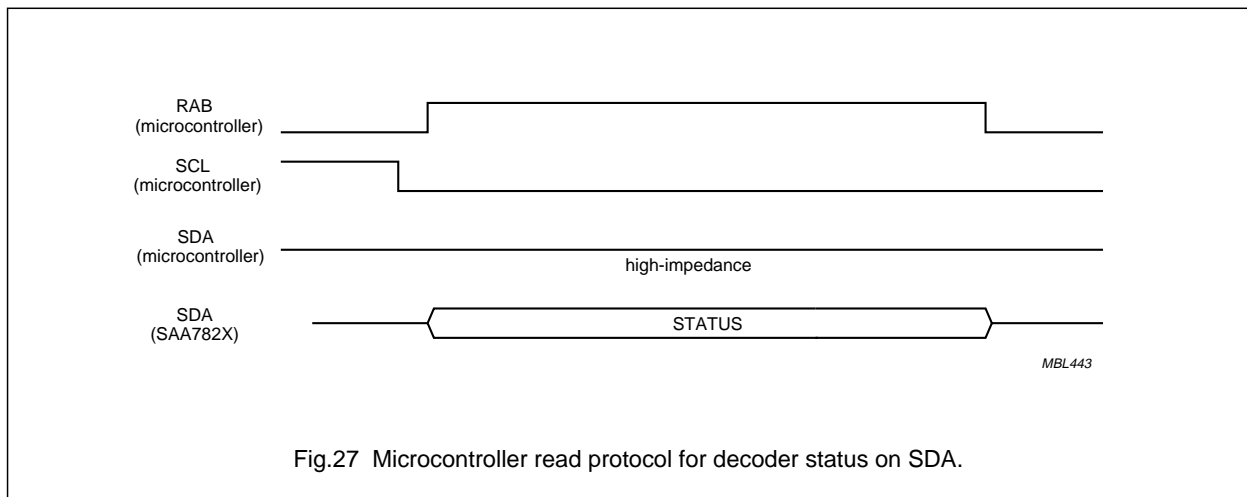 RAB
(microcontroller)
SCL
(microcontroller)
SDA
(microcontroller)
high-impedance
SDA
(SAA782X)
STATUS
MBL443
Fig.27 Microcontroller read protocol for decoder status on SDA.